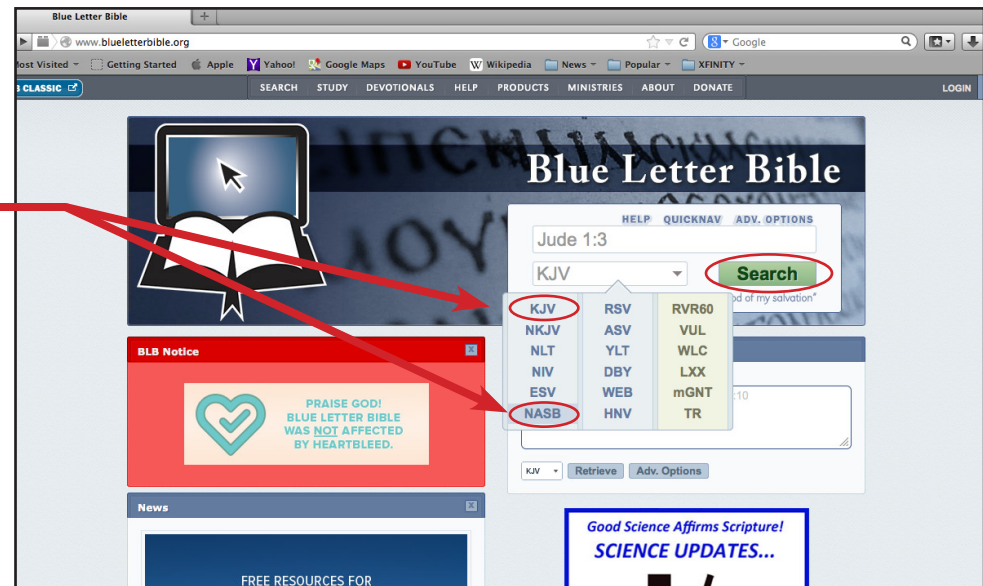 Blue Letter Bible
www.blueletterbible.org
Google
Most Visited
Getting Started
Apple
Yahoo!
Google Maps
YouTube
Wikipedia
News
Popular
XFINITY
CLASSIC
SEARCH STUDY DEVOTIONALS HELP PRODUCTS MINISTRIES ABOUT DONATE
LOGIN
Blue Letter Bible
HELP QUICKNAV ADV. OPTIONS
Jude 1:3
KJV
Search
of my salvation"
KJV RSV RVR60
NKJV ASV VUL
NLT YLT WLC
NIV DBY LXX
ESV WEB mGNT
NASB HNV TR
:10
KJV Retrieve Adv. Options
BLB Notice
PRAISE GOD!
BLUE LETTER BIBLE
WAS NOT AFFECTED
BY HEARTBLEED.
News
FREE RESOURCES FOR
Good Science Affirms Scripture!
SCIENCE UPDATES...